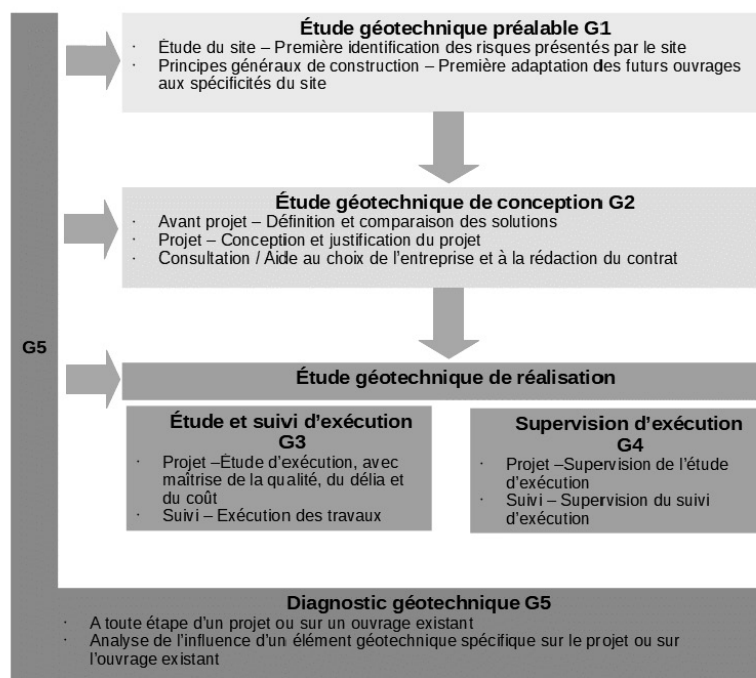 Étude géotechnique préalable G1
· Étude du site – Première identification des risques présentés par le site
· Principes généraux de construction – Première adaptation des futurs ouvrages
aux spécificités du site
Étude géotechnique de conception G2
· Avant projet – Définition et comparaison des solutions
· Projet – Conception et justification du projet
· Consultation / Aide au choix de l'entreprise et à la rédaction du contrat
G5
Étude géotechnique de réalisation
Étude et suivi d'exécution
G3
· Projet –Étude d'exécution, avec
maîtrise de la qualité, du délia et
du coût
· Suivi – Exécution des travaux
Supervision d'exécution
G4
· Projet –Supervision de l'étude
d'exécution
· Suivi – Supervision du suivi
d'exécution
Diagnostic géotechnique G5
· A toute étape d'un projet ou sur un ouvrage existant
· Analyse de l'influence d'un élément géotechnique spécifique sur le projet ou sur
l'ouvrage existant